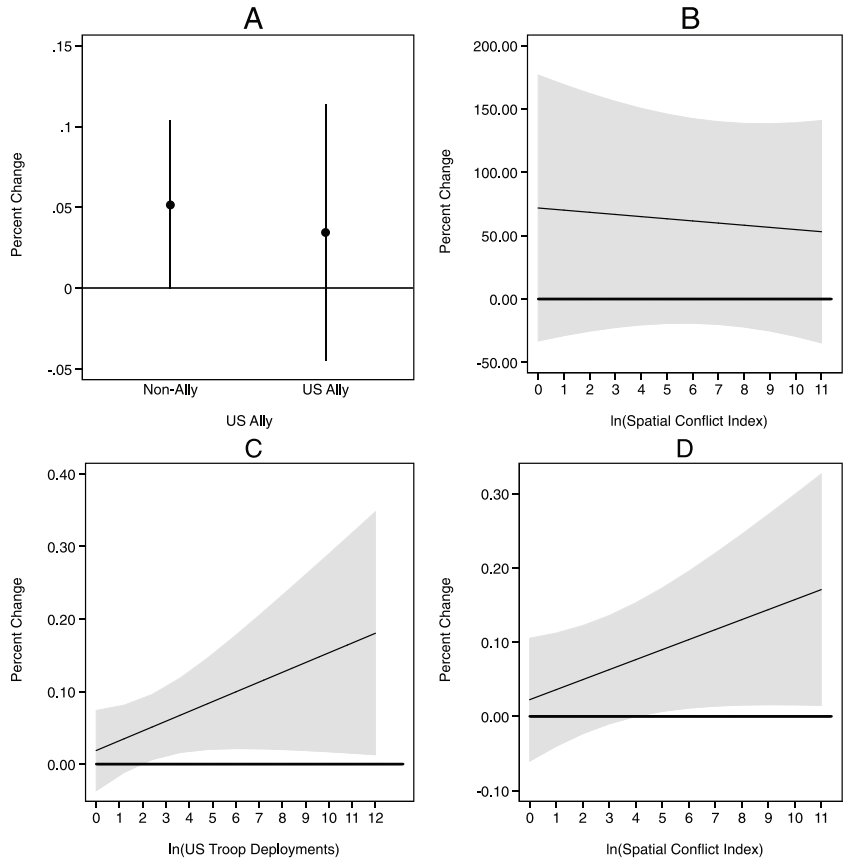 A
.15
.1
.05
0
-.05
Percent Change
Non-Ally
US Ally
US Ally
B
200.00
150.00
100.00
50.00
0.00
-50.00
Percent Change
0 1 2 3 4 5 6 7 8 9 10 11
ln(Spatial Conflict Index)
C
0.40
0.30
0.20
0.10
0.00
Percent Change
0 1 2 3 4 5 6 7 8 9 10 11 12
ln(US Troop Deployments)
D
0.30
0.20
0.10
0.00
-0.10
Percent Change
0 1 2 3 4 5 6 7 8 9 10 11
ln(Spatial Conflict Index)